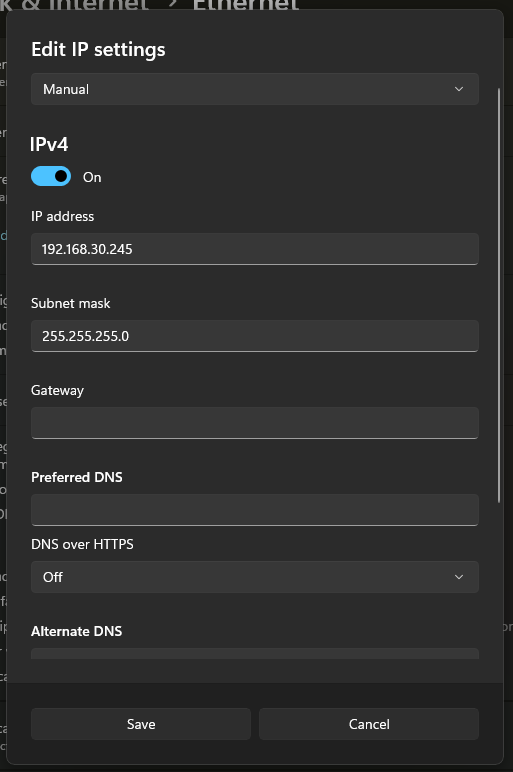 k & Internet > Ethernet
Edit IP settings
Manual
IPv4
On
IP address
192.168.30.245
Subnet mask
255.255.255.0
Gateway
Preferred DNS
DNS over HTTPS
Off
Alternate DNS
Save
Cancel